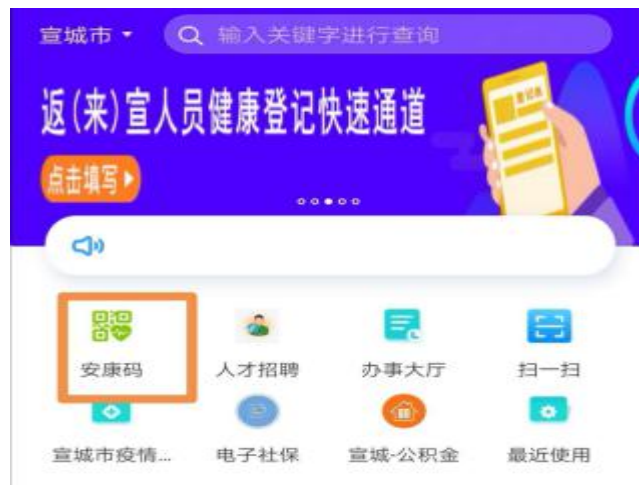 宣城市
输入关键字进行查询
返(来)宣人员健康登记快速通道
点击填写
登记表
安康码
人才招聘
办事大厅
扫一扫
宣城市疫情...
电子社保
宣城-公积金
最近使用